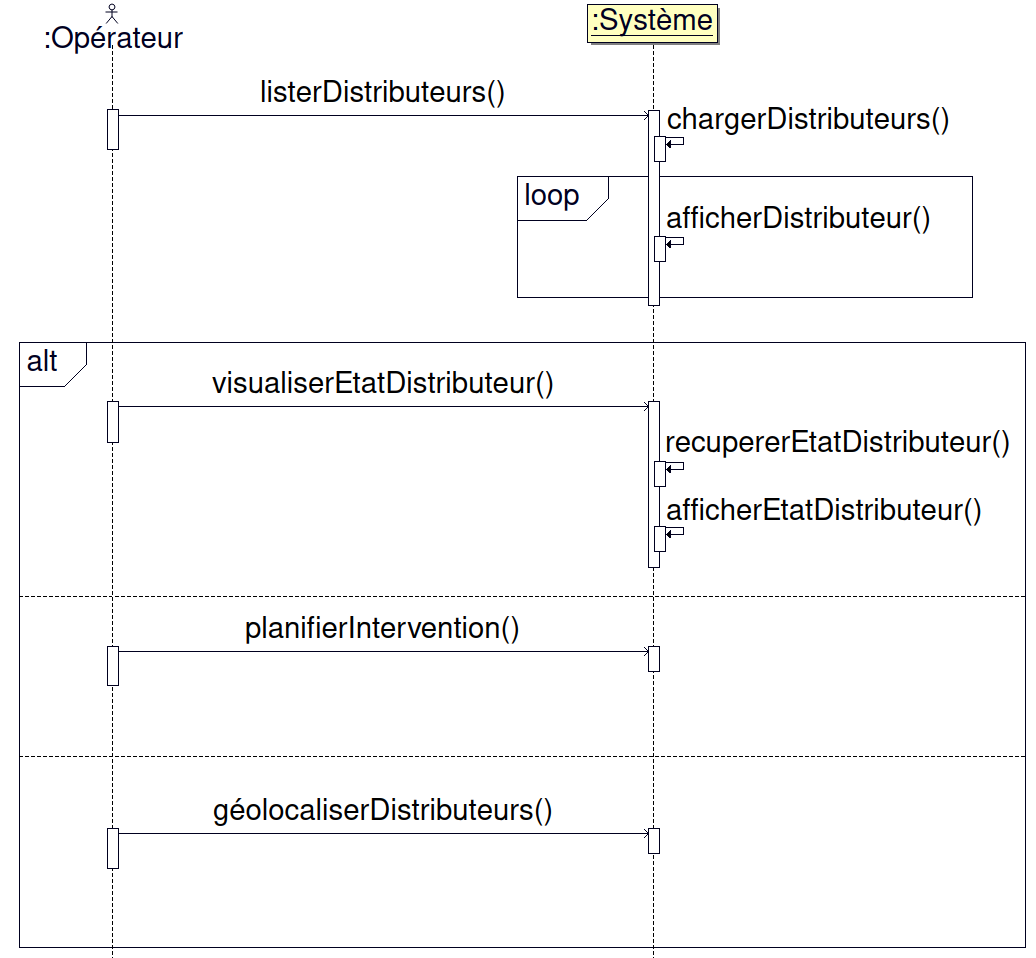 :Opérateur
:Système
listerDistributeurs()
chargerDistributeurs()
loop
afficherDistributeur()
alt
visualiserEtatDistributeur()
recupererEtatDistributeur()
afficherEtatDistributeur()
planifierIntervention()
géolocaliserDistributeurs()